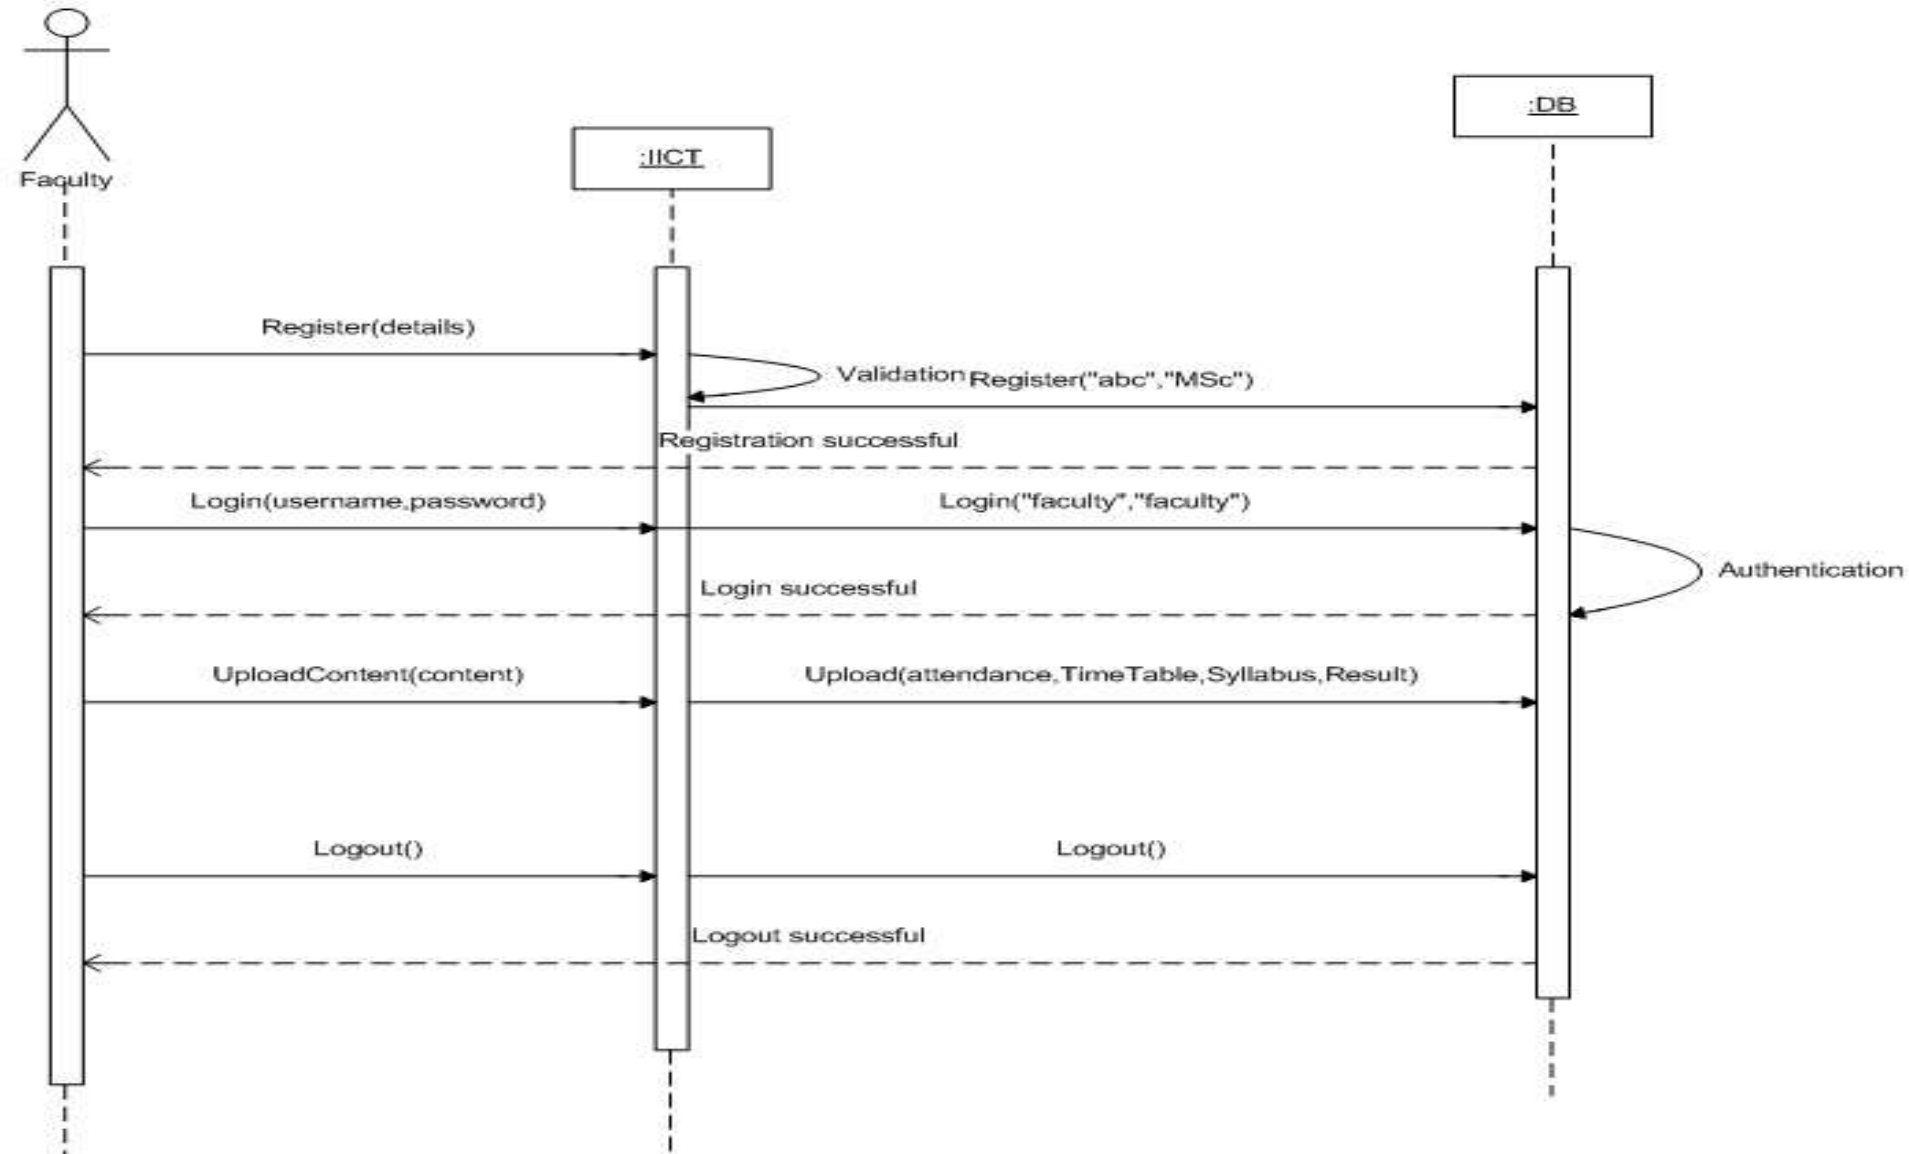 :DB
:IICT
Faculty
Register(details)
Validation
Register("abc","MSc")
Registration successful
Login(username,password)
Login("faculty","faculty")
Authentication
Login successful
UploadContent(content)
Upload(attendance,TimeTable,Syllabus,Result)
Logout()
Logout()
Logout successful